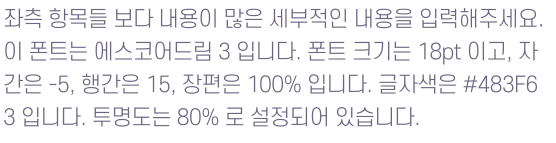 좌측 항목들 보다 내용이 많은 세부적인 내용을 입력해주세요.
이 폰트는 에스코어드림 3 입니다. 폰트 크기는 18pt 이고, 자
간은 -5, 행간은 15, 장편은 100% 입니다. 글자색은 #483F6
3 입니다. 투명도는 80% 로 설정되어 있습니다.